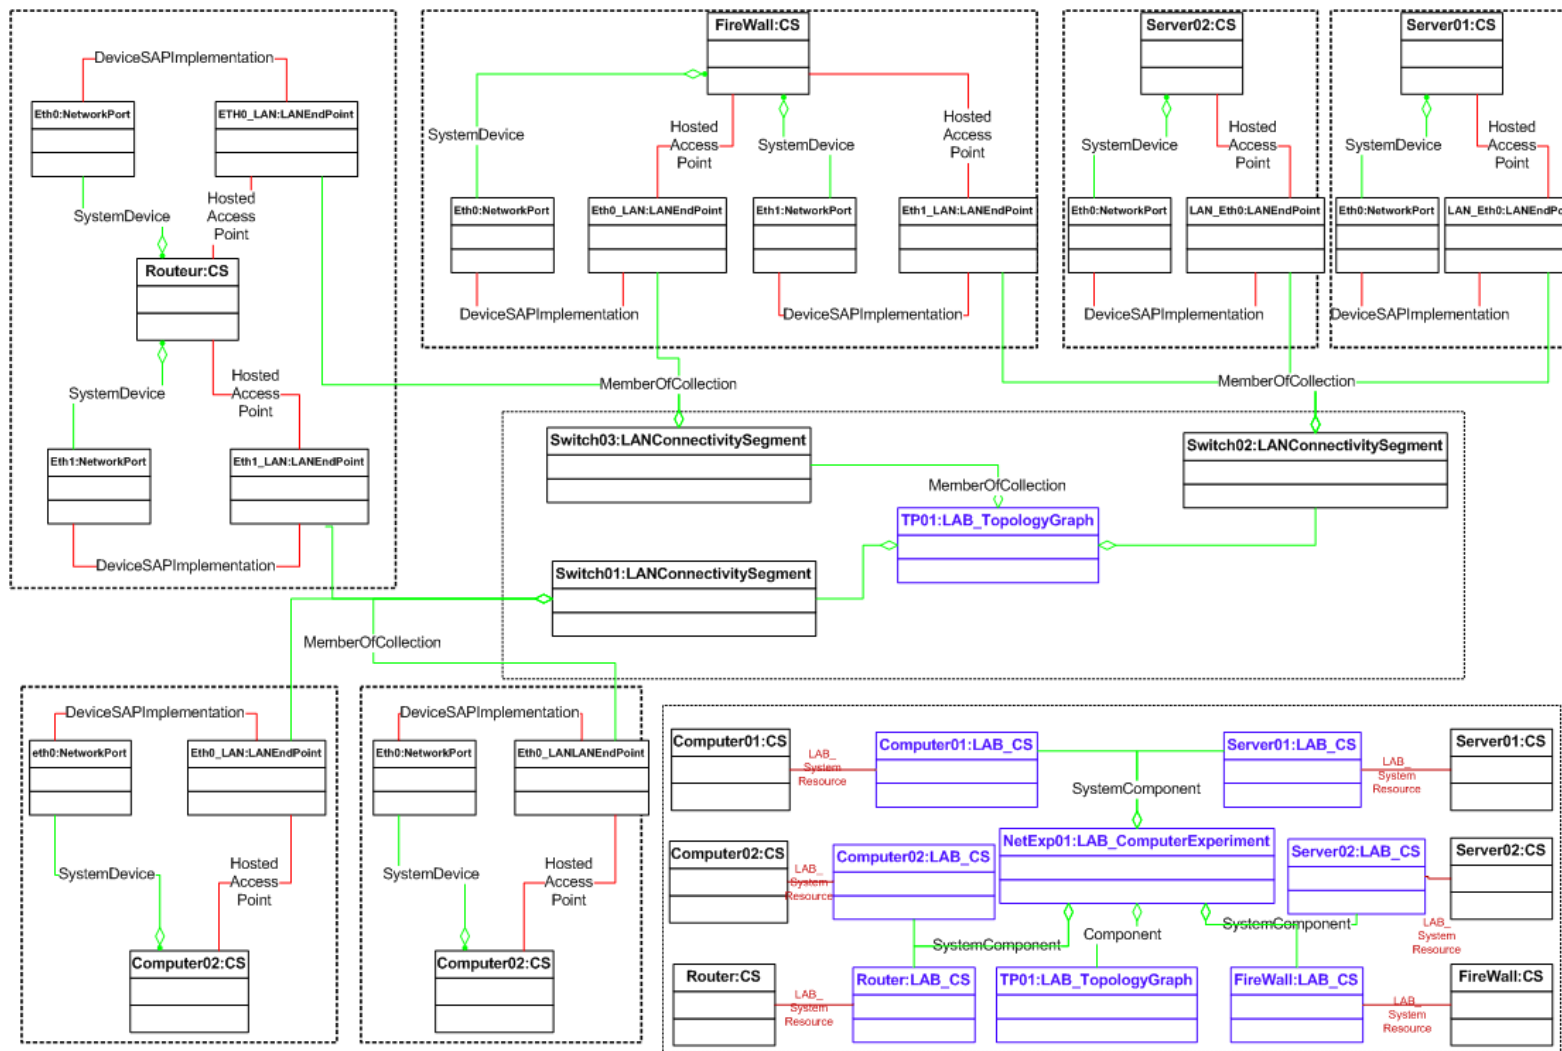 DeviceSAPImplementation
Eth0:NetworkPort
ETH0_LAN:LANEndPoint
SystemDevice
Hosted
Access
Point
Routeur:CS
SystemDevice
Hosted
Access
Point
Eth1:NetworkPort
Eth1_LAN:LANEndPoint
DeviceSAPImplementation
FireWall:CS
SystemDevice
Hosted
Access
Point
SystemDevice
Hosted
Access
Point
Eth0:NetworkPort
Eth0_LAN:LANEndPoint
Eth1:NetworkPort
Eth1_LAN:LANEndPoint
DeviceSAPImplementation
DeviceSAPImplementation
Server02:CS
SystemDevice
Hosted
Access
Point
Eth0:NetworkPort
LAN_Eth0:LANEndPoint
DeviceSAPImplementation
Server01:CS
SystemDevice
Hosted
Access
Point
Eth0:NetworkPort
LAN_Eth0:LANEndPo
DeviceSAPImplementation
MemberOfCollection
MemberOfCollection
Switch03:LANConnectivitySegment
Switch02:LANConnectivitySegment
MemberOfCollection
TP01:LAB_TopologyGraph
Switch01:LANConnectivitySegment
MemberOfCollection
DeviceSAPImplementation
eth0:NetworkPort
Eth0_LAN:LANEndPoint
SystemDevice
Hosted
Access
Point
Computer02:CS
DeviceSAPImplementation
Eth0:NetworkPort
Eth0_LANLANEndPoint
SystemDevice
Hosted
Access
Point
Computer02:CS
Computer01:CS
LAB_
System
Resource
Computer01:LAB_CS
Server01:LAB_CS
LAB_
System
Resource
Server01:CS
SystemComponent
NetExp01:LAB_ComputerExperiment
Computer02:CS
LAB_
System
Resource
Computer02:LAB_CS
Server02:LAB_CS
LAB_
System
Resource
Server02:CS
SystemComponent
Component
SystemComponent
Router:CS
LAB_
System
Resource
Router:LAB_CS
TP01:LAB_TopologyGraph
FireWall:LAB_CS
LAB_
System
Resource
FireWall:CS